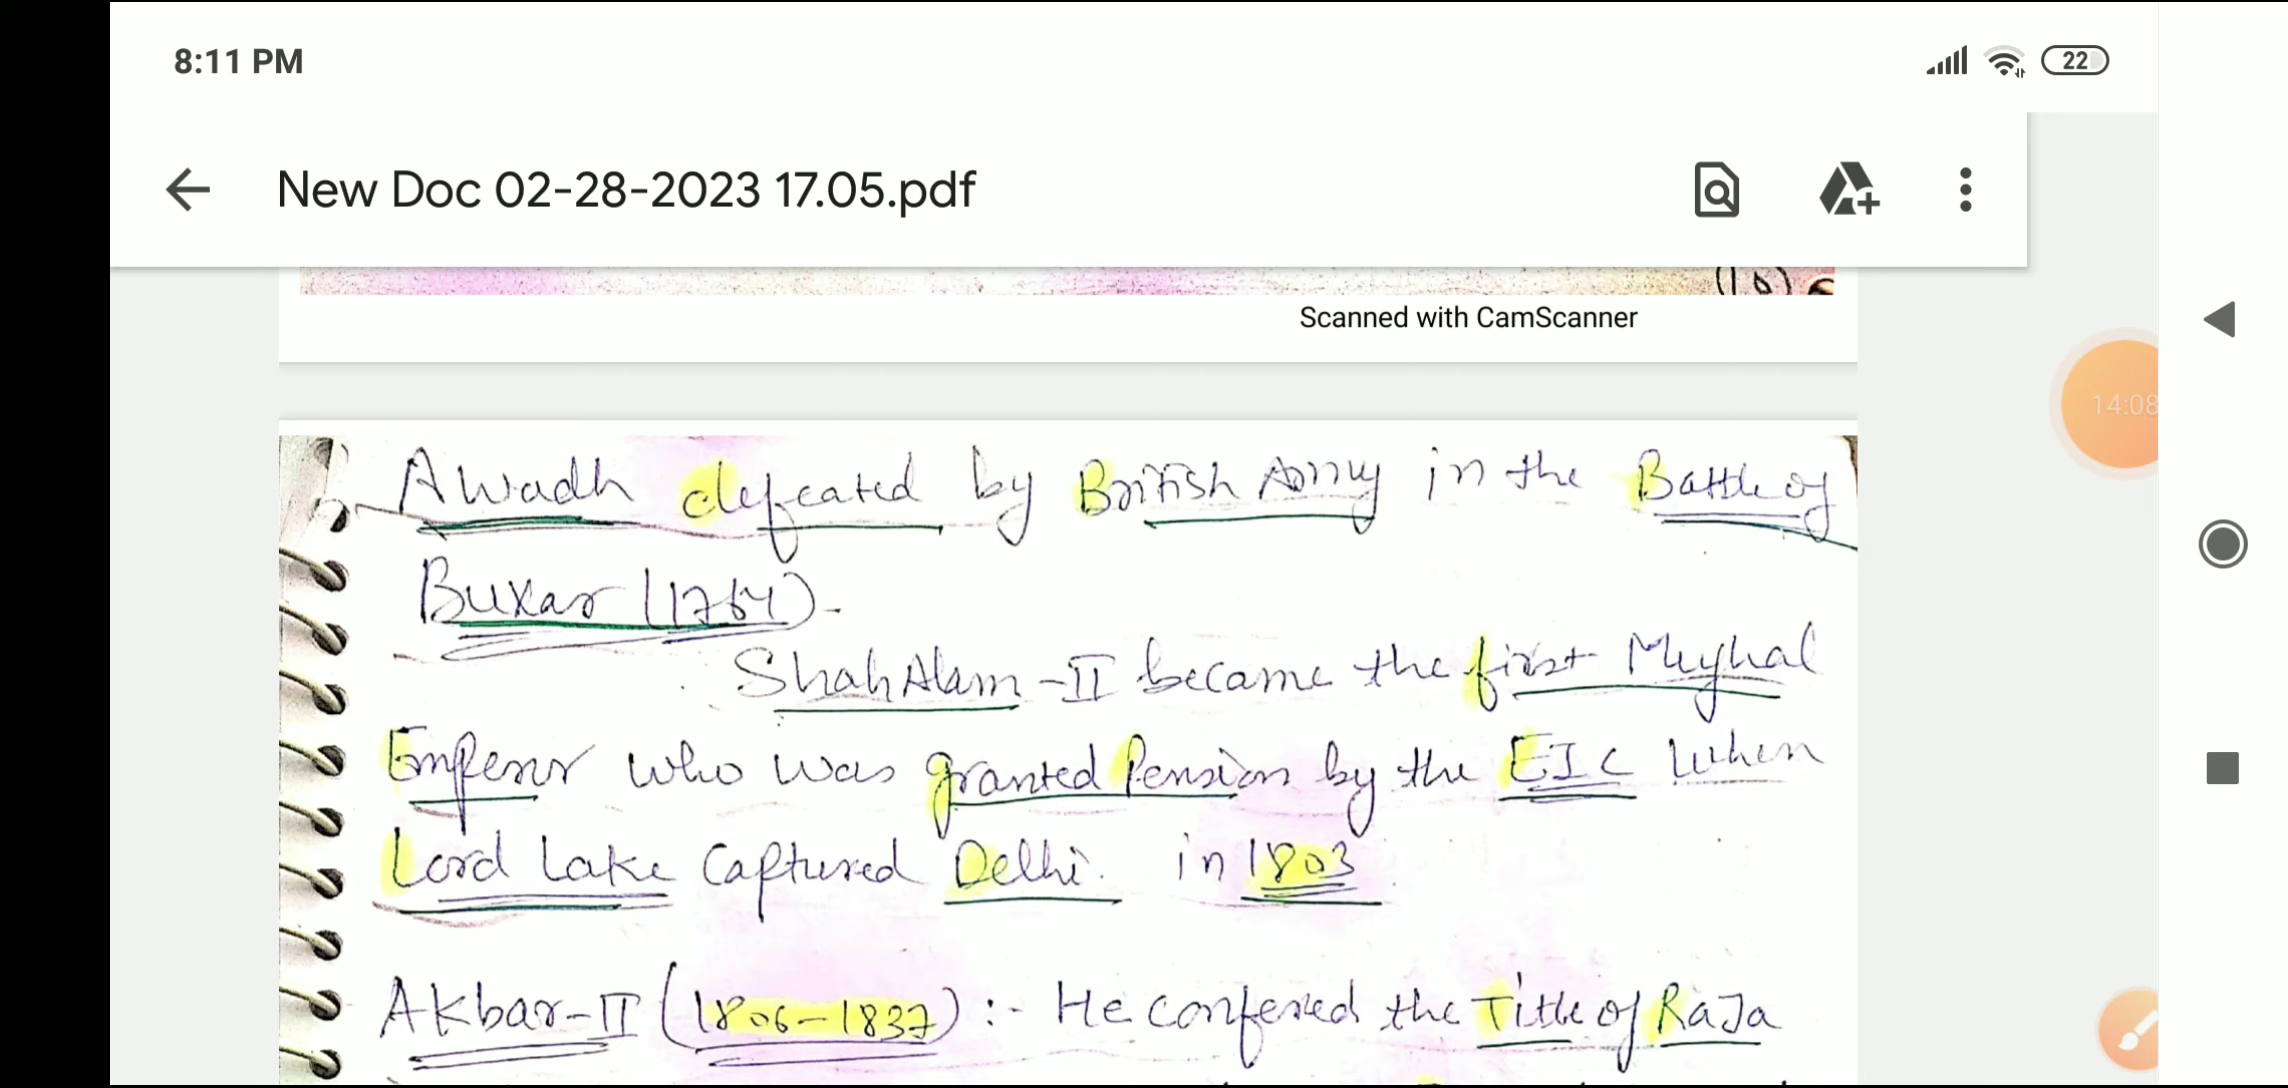 8:11 PM
22
New Doc 02-28-2023 17.05.pdf
Scanned with CamScanner
14:08
Awadh defeated by British Army in the Battle of
Buxar (1764).
Shah Alam-II became the first Mughal
Emperor who was granted Pension by the EIC when
Lord Lake Captured Delhi. in 1803
Akbar-II (1806-1837) :- He conferred the Title of RaJa